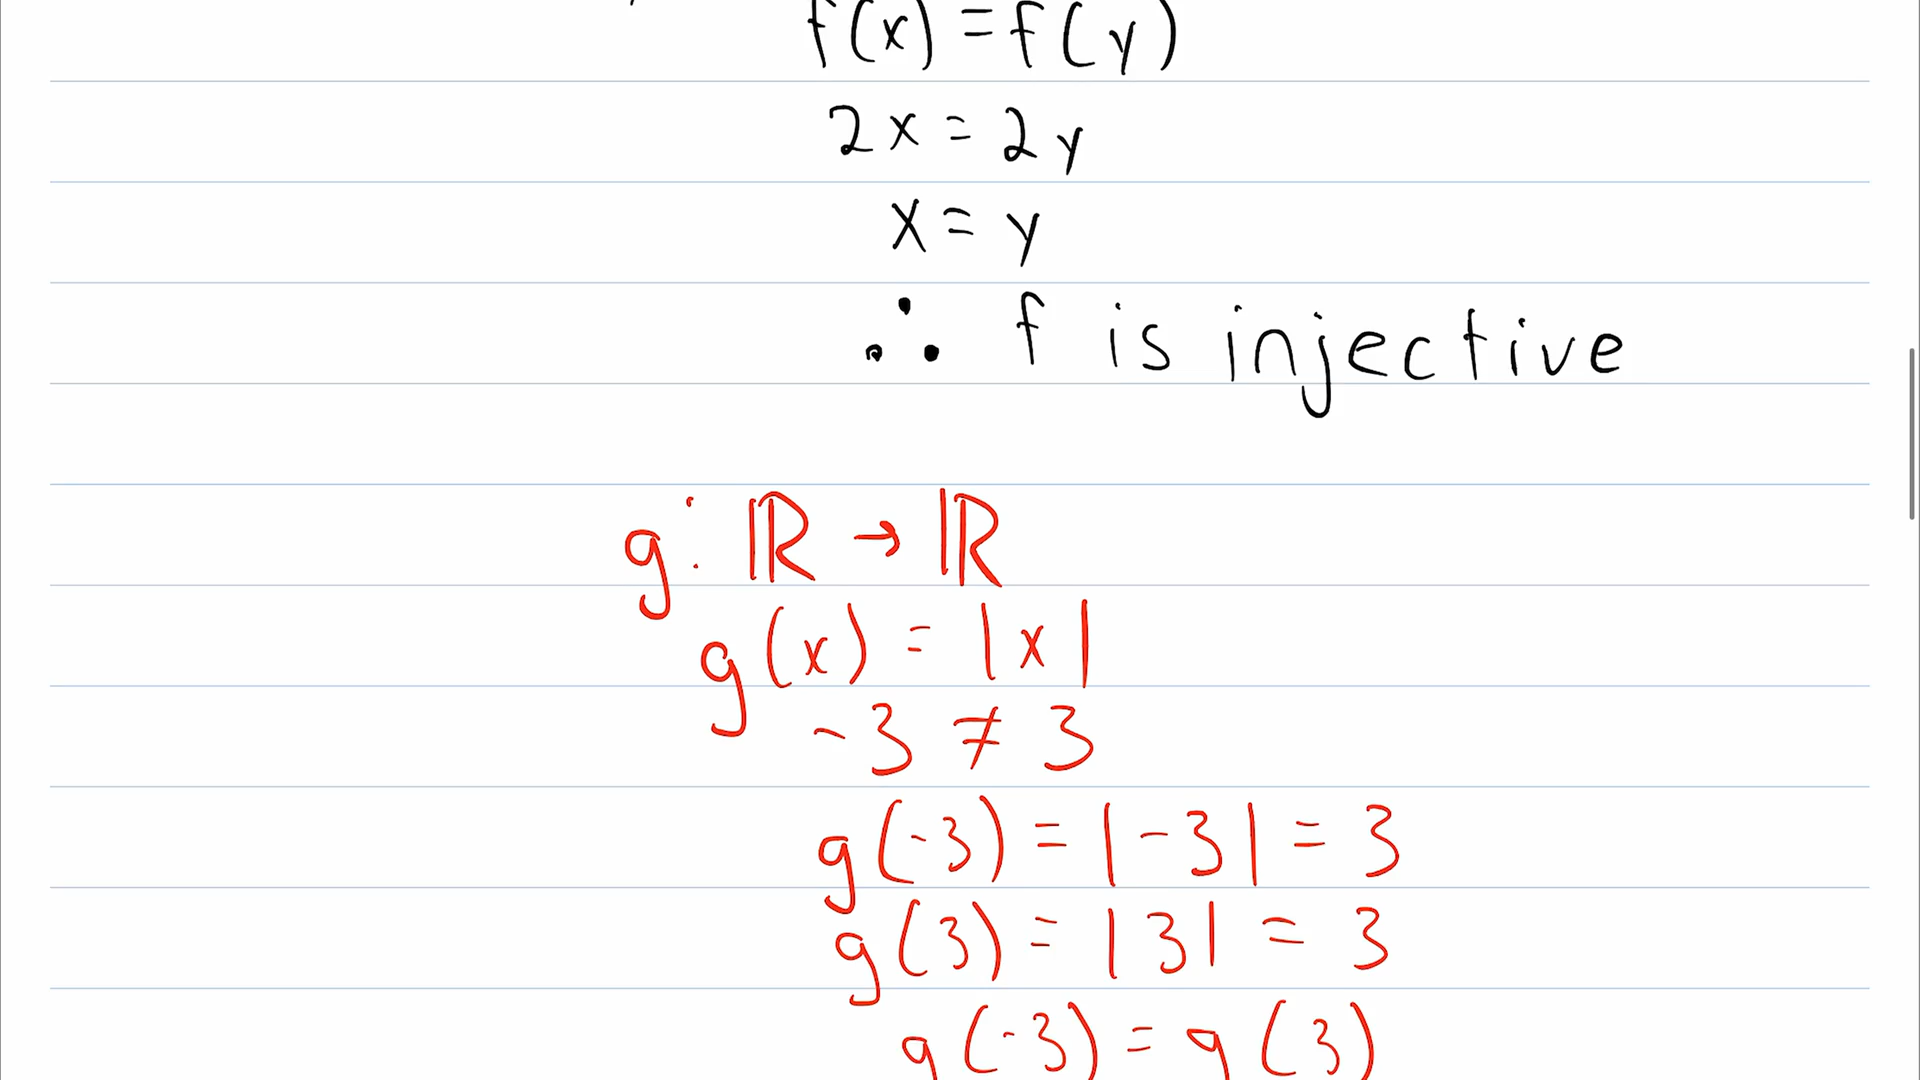 f(x) = f(y)
2x = 2y
x = y
∴ f is injective
g: ℝ → ℝ
g(x) = |x|
-3 ≠ 3
g(-3) = |-3| = 3
g(3) = |3| = 3
g(-3) = g(3)